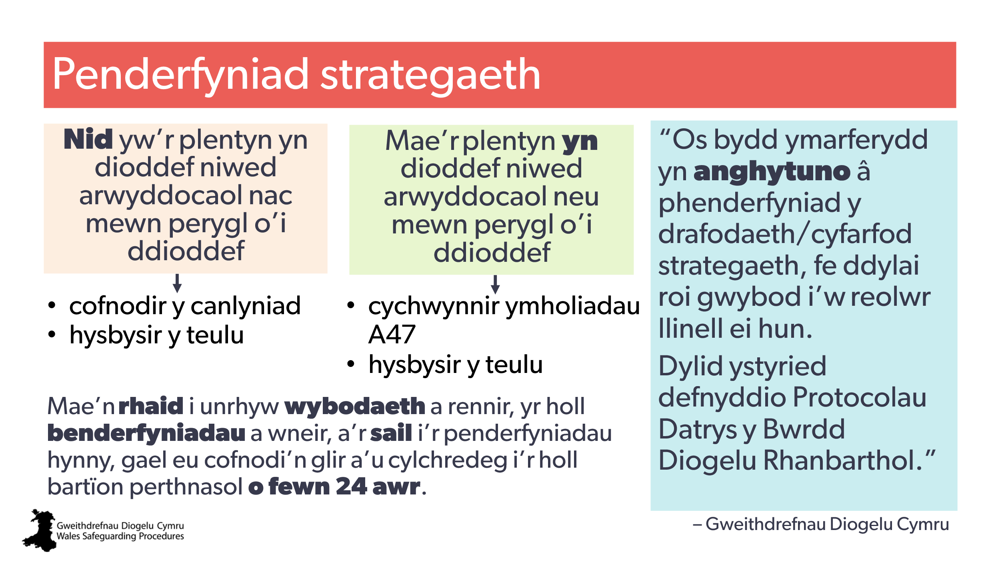 Penderfyniad strategaeth
Nid yw’r plentyn yn
dioddef niwed
arwyddocaol nac
mewn perygl o’i
ddioddef
• cofnodir y canlyniad
• hysbysir y teulu
Mae’r plentyn yn
dioddef niwed
arwyddocaol neu
mewn perygl o’i
ddioddef
• cychwynnir ymholiadau
A47
• hysbysir y teulu
Mae’n rhaid i unrhyw wybodaeth a rennir, yr holl
benderfyniadau a wneir, a’r sail i’r penderfyniadau
hynny, gael eu cofnodi’n glir a’u cylchredeg i’r holl
bartïon perthnasol o fewn 24 awr.
“Os bydd ymarferydd
yn anghytuno â
phenderfyniad y
drafodaeth/cyfarfod
strategaeth, fe ddylai
roi gwybod i’w reolwr
llinell ei hun.
Dylid ystyried
defnyddio Protocolau
Datrys y Bwrdd
Diogelu Rhanbarthol.”
– Gweithdrefnau Diogelu Cymru
Gweithdrefnau Diogelu Cymru
Wales Safeguarding Procedures